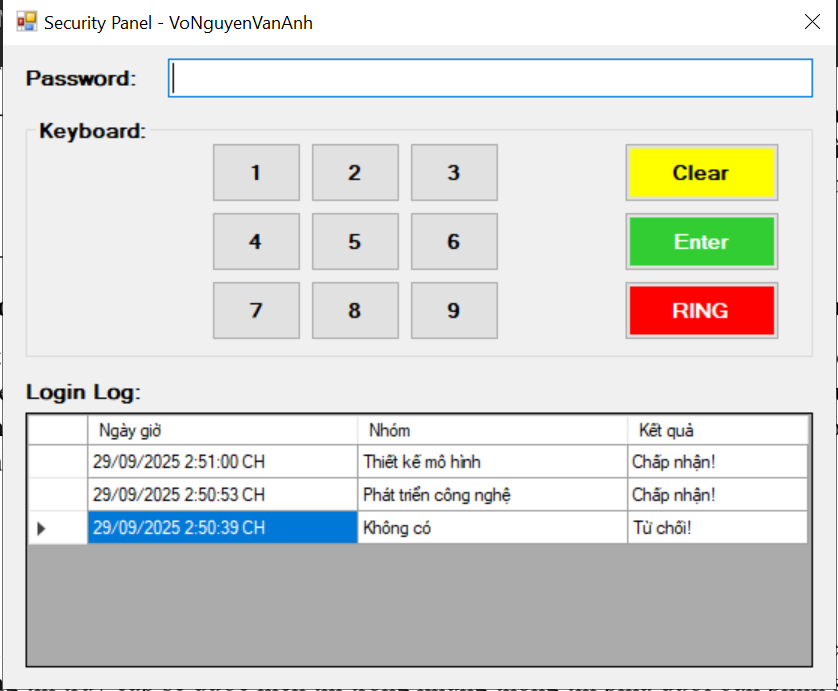 Security Panel - VoNguyenVanAnh
Password:
Keyboard:
1 2 3 Clear
4 5 6 Enter
7 8 9 RING
Login Log:
Ngày giờ Nhóm Kết quả
29/09/2025 2:51:00 CH Thiết kế mô hình Chấp nhận!
29/09/2025 2:50:53 CH Phát triển công nghệ Chấp nhận!
29/09/2025 2:50:39 CH Không có Từ chối!